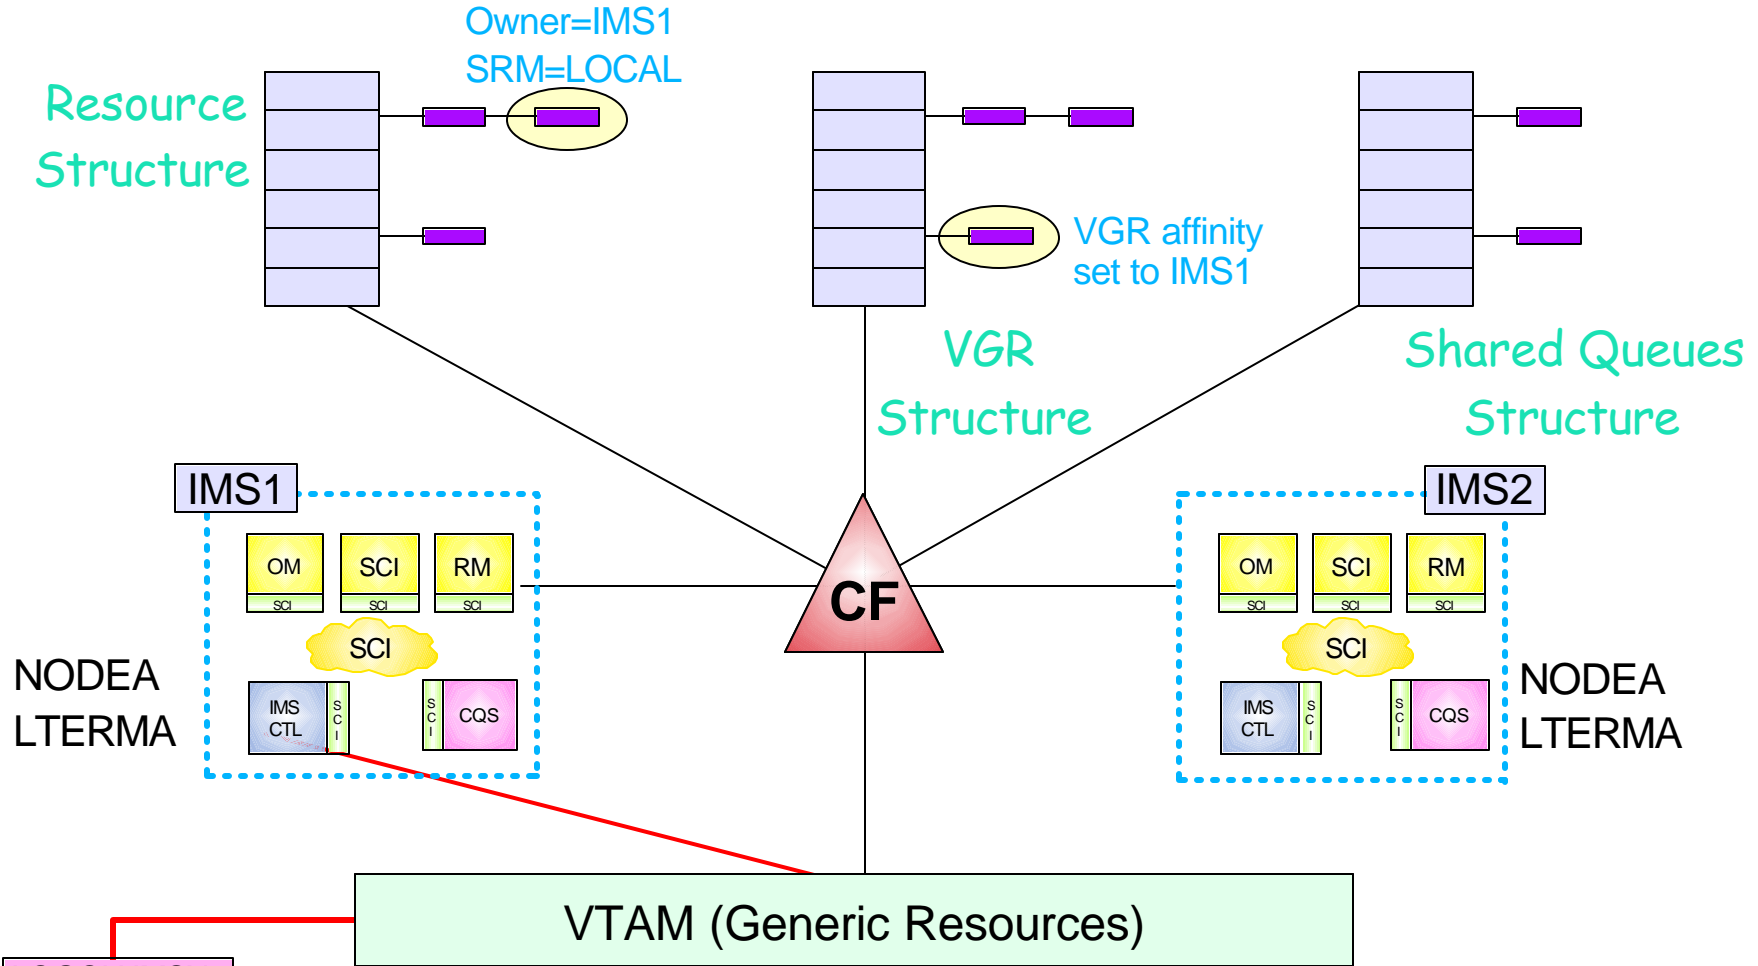 Owner=IMS1
SRM=LOCAL
Resource
Structure
VGR affinity
set to IMS1
VGR
Structure
Shared Queues
Structure
IMS1
OM
SCI
RM
SCI
SCI
SCI
SCI
IMS
CTL
SCI
SCI
CQS
NODEA
LTERMA
CF
IMS2
OM
SCI
RM
SCI
SCI
SCI
SCI
IMS
CTL
SCI
SCI
CQS
NODEA
LTERMA
VTAM (Generic Resources)